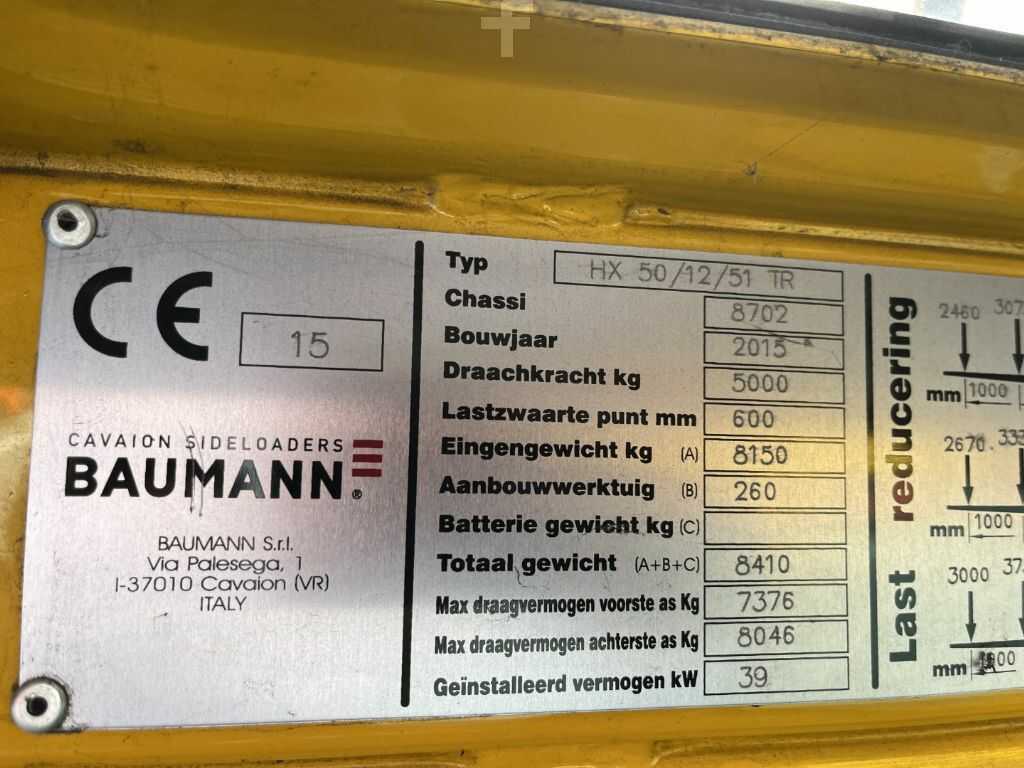 CE 15
CAVAION SIDELOADERS
BAUMANN®
BAUMANN S.r.l.
Via Palesega, 1
I-37010 Cavaion (VR)
ITALY
Typ HX 50/12/51 TR
Chassi 8702
Bouwjaar 2015
Draachkracht kg 5000
Lastzwaarte punt mm 600
Eingengewicht kg (A) 8150
Aanbouwwerktuig (B) 260
Batterie gewicht kg (C)
Totaal gewicht (A+B+C) 8410
Max draagvermogen voorste as Kg 7376
Max draagvermogen achterste as Kg 8046
Geïnstalleerd vermogen kW 39
Last reducering
2460
mm 1000
2670
mm 1000
3000
mm